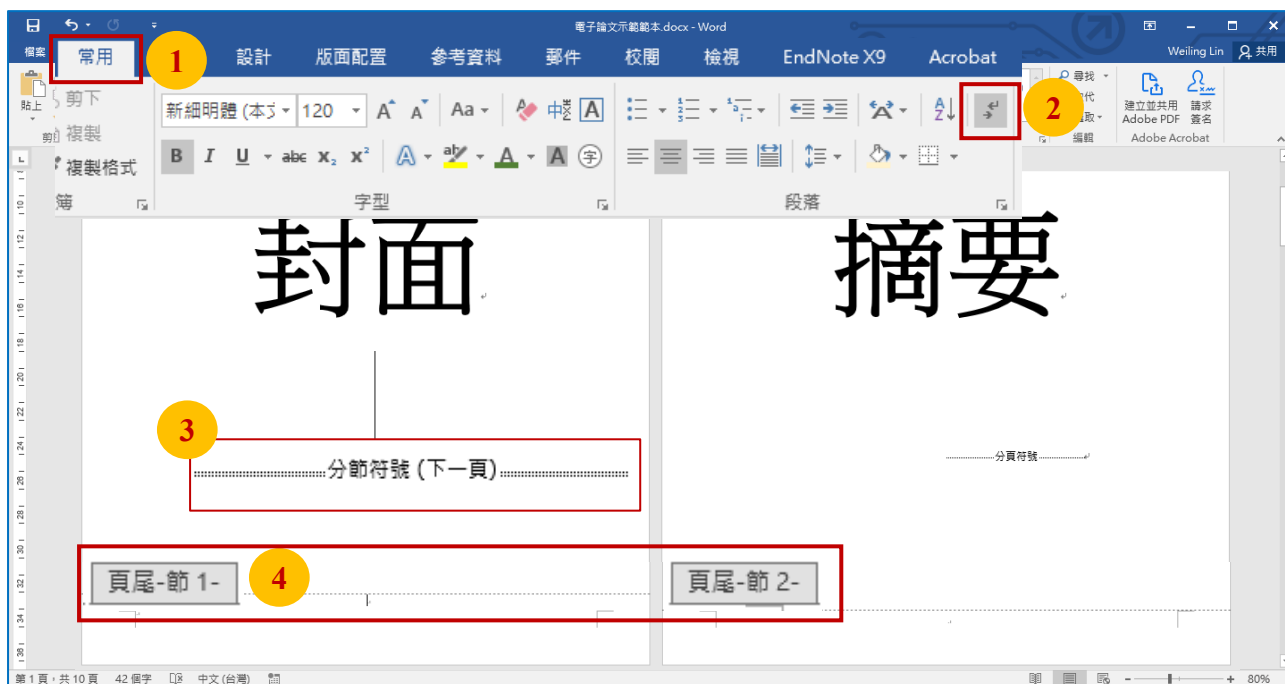 電子論文示範範本.docx - Word
檔案 常用 1 設計 版面配置 參考資料 郵件 校閱 檢視 EndNote X9 Acrobat Weiling Lin 共用
貼上 剪下 新細明體 (本文 120 Aa 2 尋找
複製 建立並共用 Adobe PDF 請求簽名
複製格式 B I U abc
簿 字型 段落 編輯 Adobe Acrobat
封面 摘要
3
分節符號 (下一頁)
分頁符號
頁尾-節 1- 4 頁尾-節 2-
第 1 頁，共 10 頁 42 個字 中文 (台灣) 80%